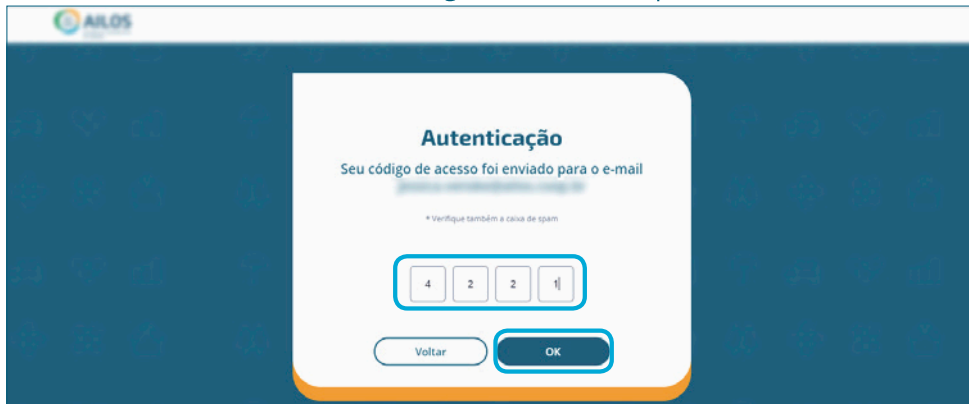 AILOS
Autenticação
Seu código de acesso foi enviado para o e-mail
* Verifique também a caixa de spam
4 2 2 1
Voltar OK